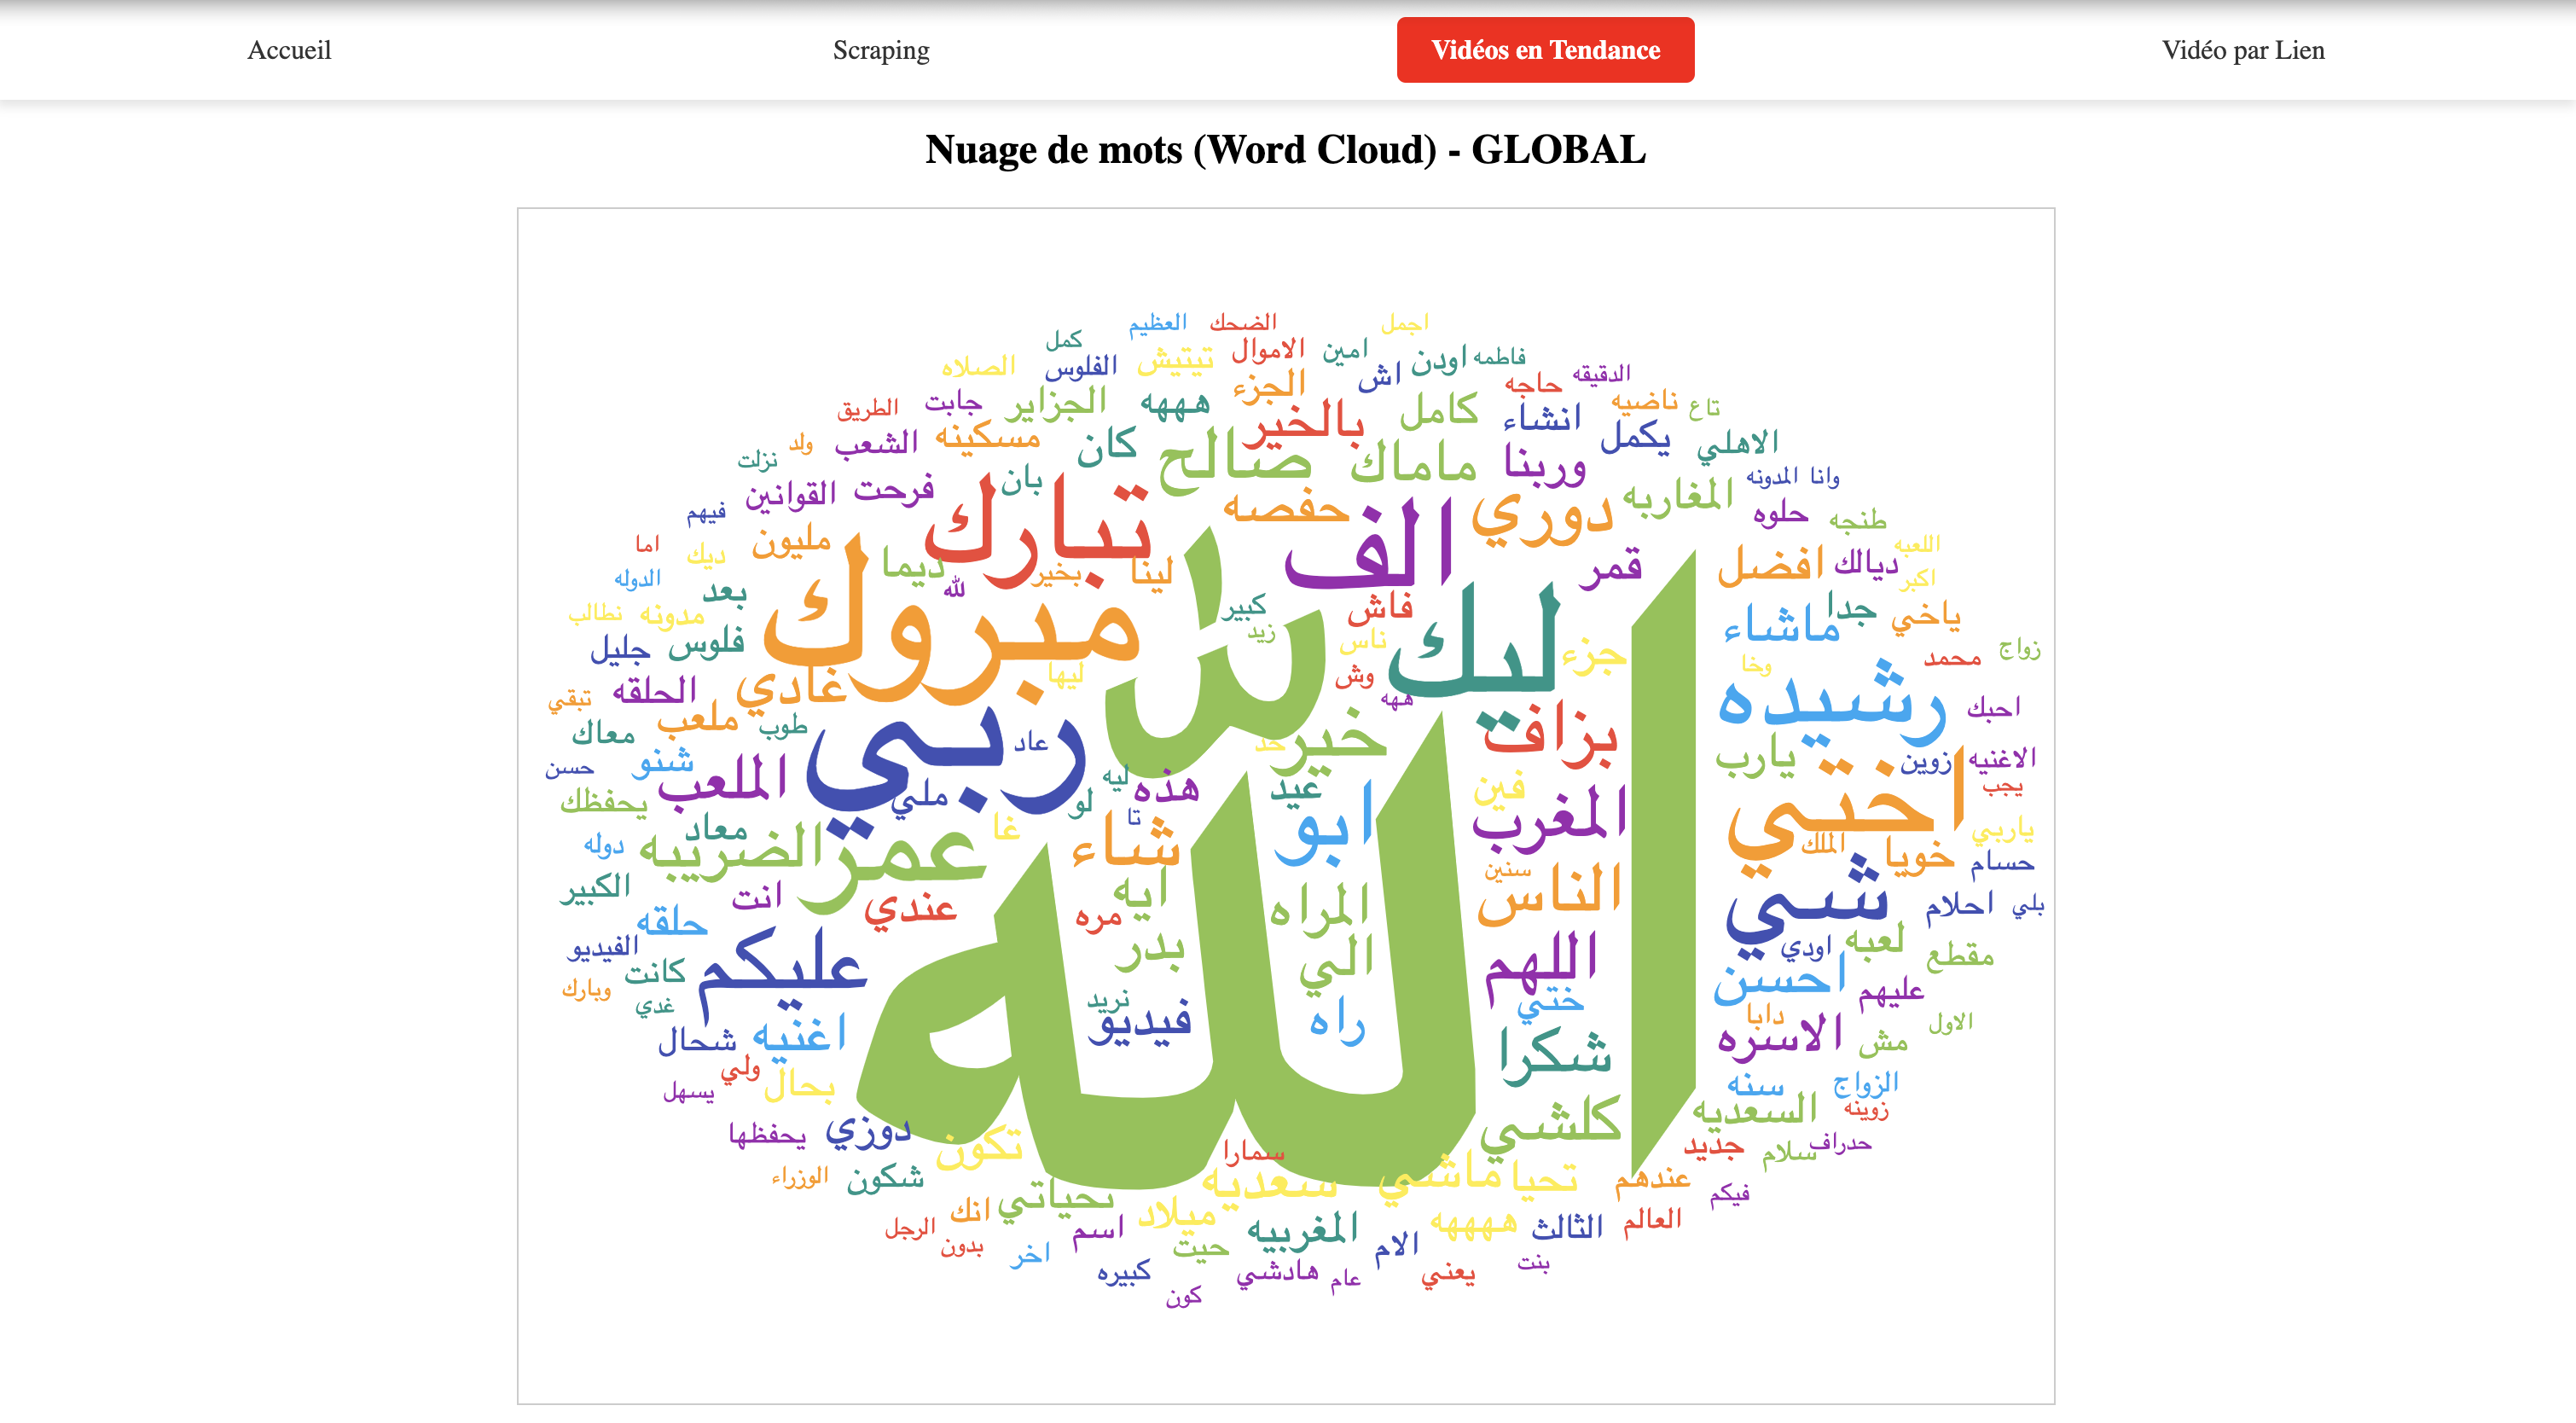 Accueil Scraping Vidéos en Tendance Vidéo par Lien
Nuage de mots (Word Cloud) - GLOBAL
العظيم الضحك اجمل
كمل الاموال امين فاطمه
الصلاه الفلوس تيتيش الجزء اش اودن حاجه الدقيقه
الطريق جابت الجزاير هههه بالخير كامل انشاء ناضيه تاع
ولد الشعب مسكينه كان صالح ماماك وربنا يكمل الاهلي
نزلت القوانين فرحت بان حفصه دوري المغاربه المدونه وانا
فيهم تبارك الف حلوه طنجه
اما ديك مليون ديما لله بخير لينا قمر افضل ديالك اللعبه اكبر
الدوله بعد مبروك كبير فاش ليك ماشاء جدا ياخي
نطالب مدونه زيد ناس جزء وخا محمد زواج
جليل فلوس غادي ليها وش ههه رشيده احبك
تبقي الحلقه ملعب طوب ربي عاد حد خير بزاف يارب زوين الاغنيه
معاك شنو
حسن الملعب ملي لو ليه هذه عيد فين اختي يجب
يحفظك معاد غا تا شاء ابو المغرب الملك خويا ياربي
دوله الضريبه عمر ايه سنين شي حسام
الكبير انت عندي مره المراه الناس احلام بلي
حلقه بدر الي اللهم اودي لعبه مقطع
الفيديو كانت عليكم الله احسن عليهم
وبارك غدي نريد فيديو راه ختي دابا الاول
شحال اغنيه شكرا الاسره مش
يسهل ولي بحال سنه الزواج
يحفظها دوزي تكون كلشي السعديه زوينه
الوزراء شكون سمارا جديد سلام حدراف
انك تحياتي سعديه ماشي تحيا عندهم فيكم
الرجل بدون اخر اسم ميلاد حيت المغربيه الام هههه الثالث العالم
كبيره هادشي عام يعني بنت
كون